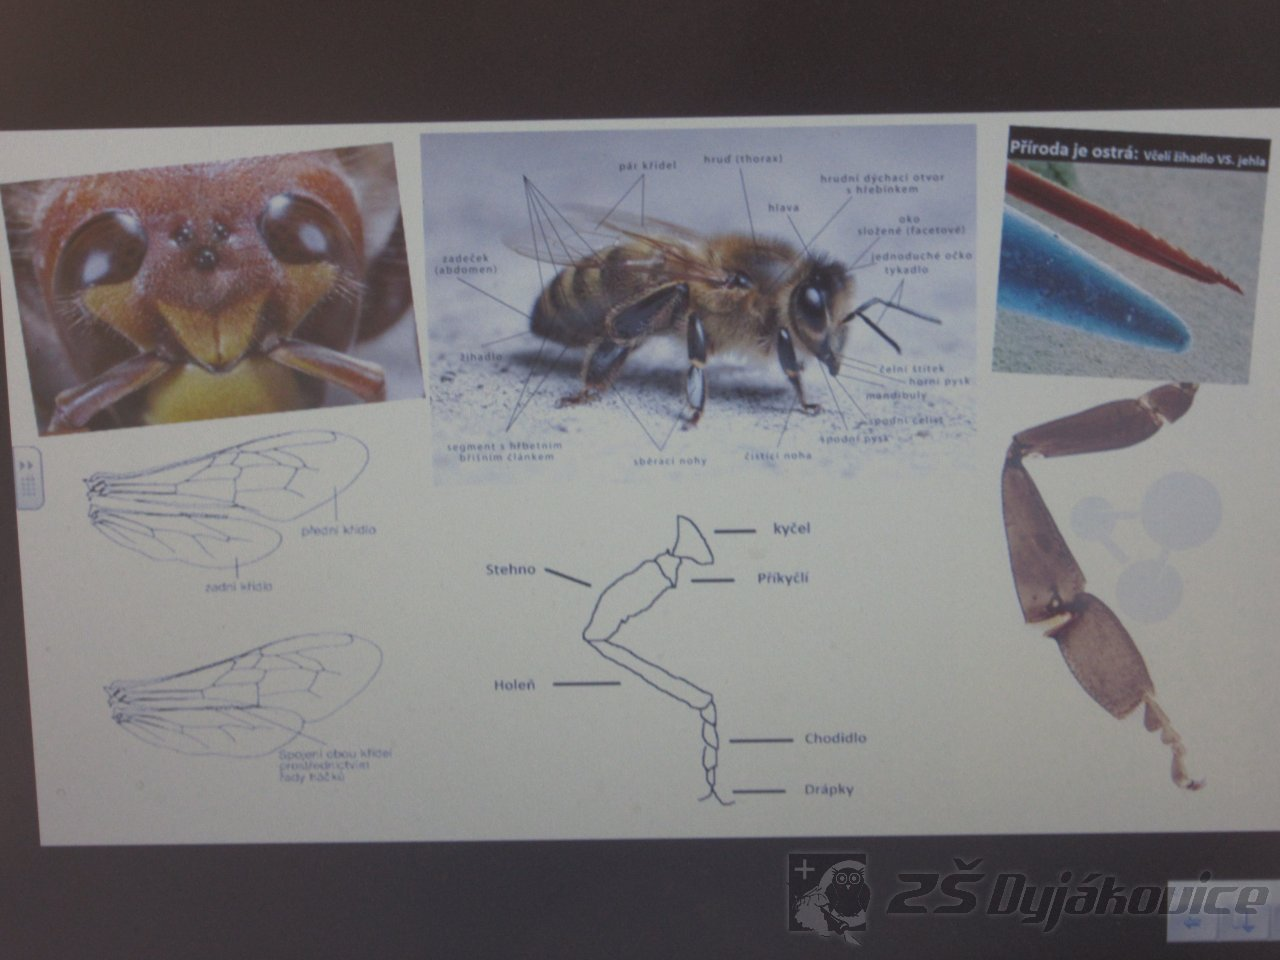 pár křídel
hruď (thorax)
hrudní dýchací otvor
s hřebínkem
hlava
oko
složené (facetové)
jednoduché očko
tykadlo
zadeček
(abdomen)
žihadlo
čelní štítek
horní pysk
mandibuly
spodní čelist
spodní pysk
čistící noha
sběrací nohy
segment s hřbetním
břišním článkem
Příroda je ostrá: Včelí žihadlo VS. jehla
přední křídlo
zadní křídlo
Spojení obou křídel
prostřednictvím
řady háčků
kyčel
Stehno
Příkyčlí
Holeň
Chodidlo
Drápky
ZŠ Dyjákovice